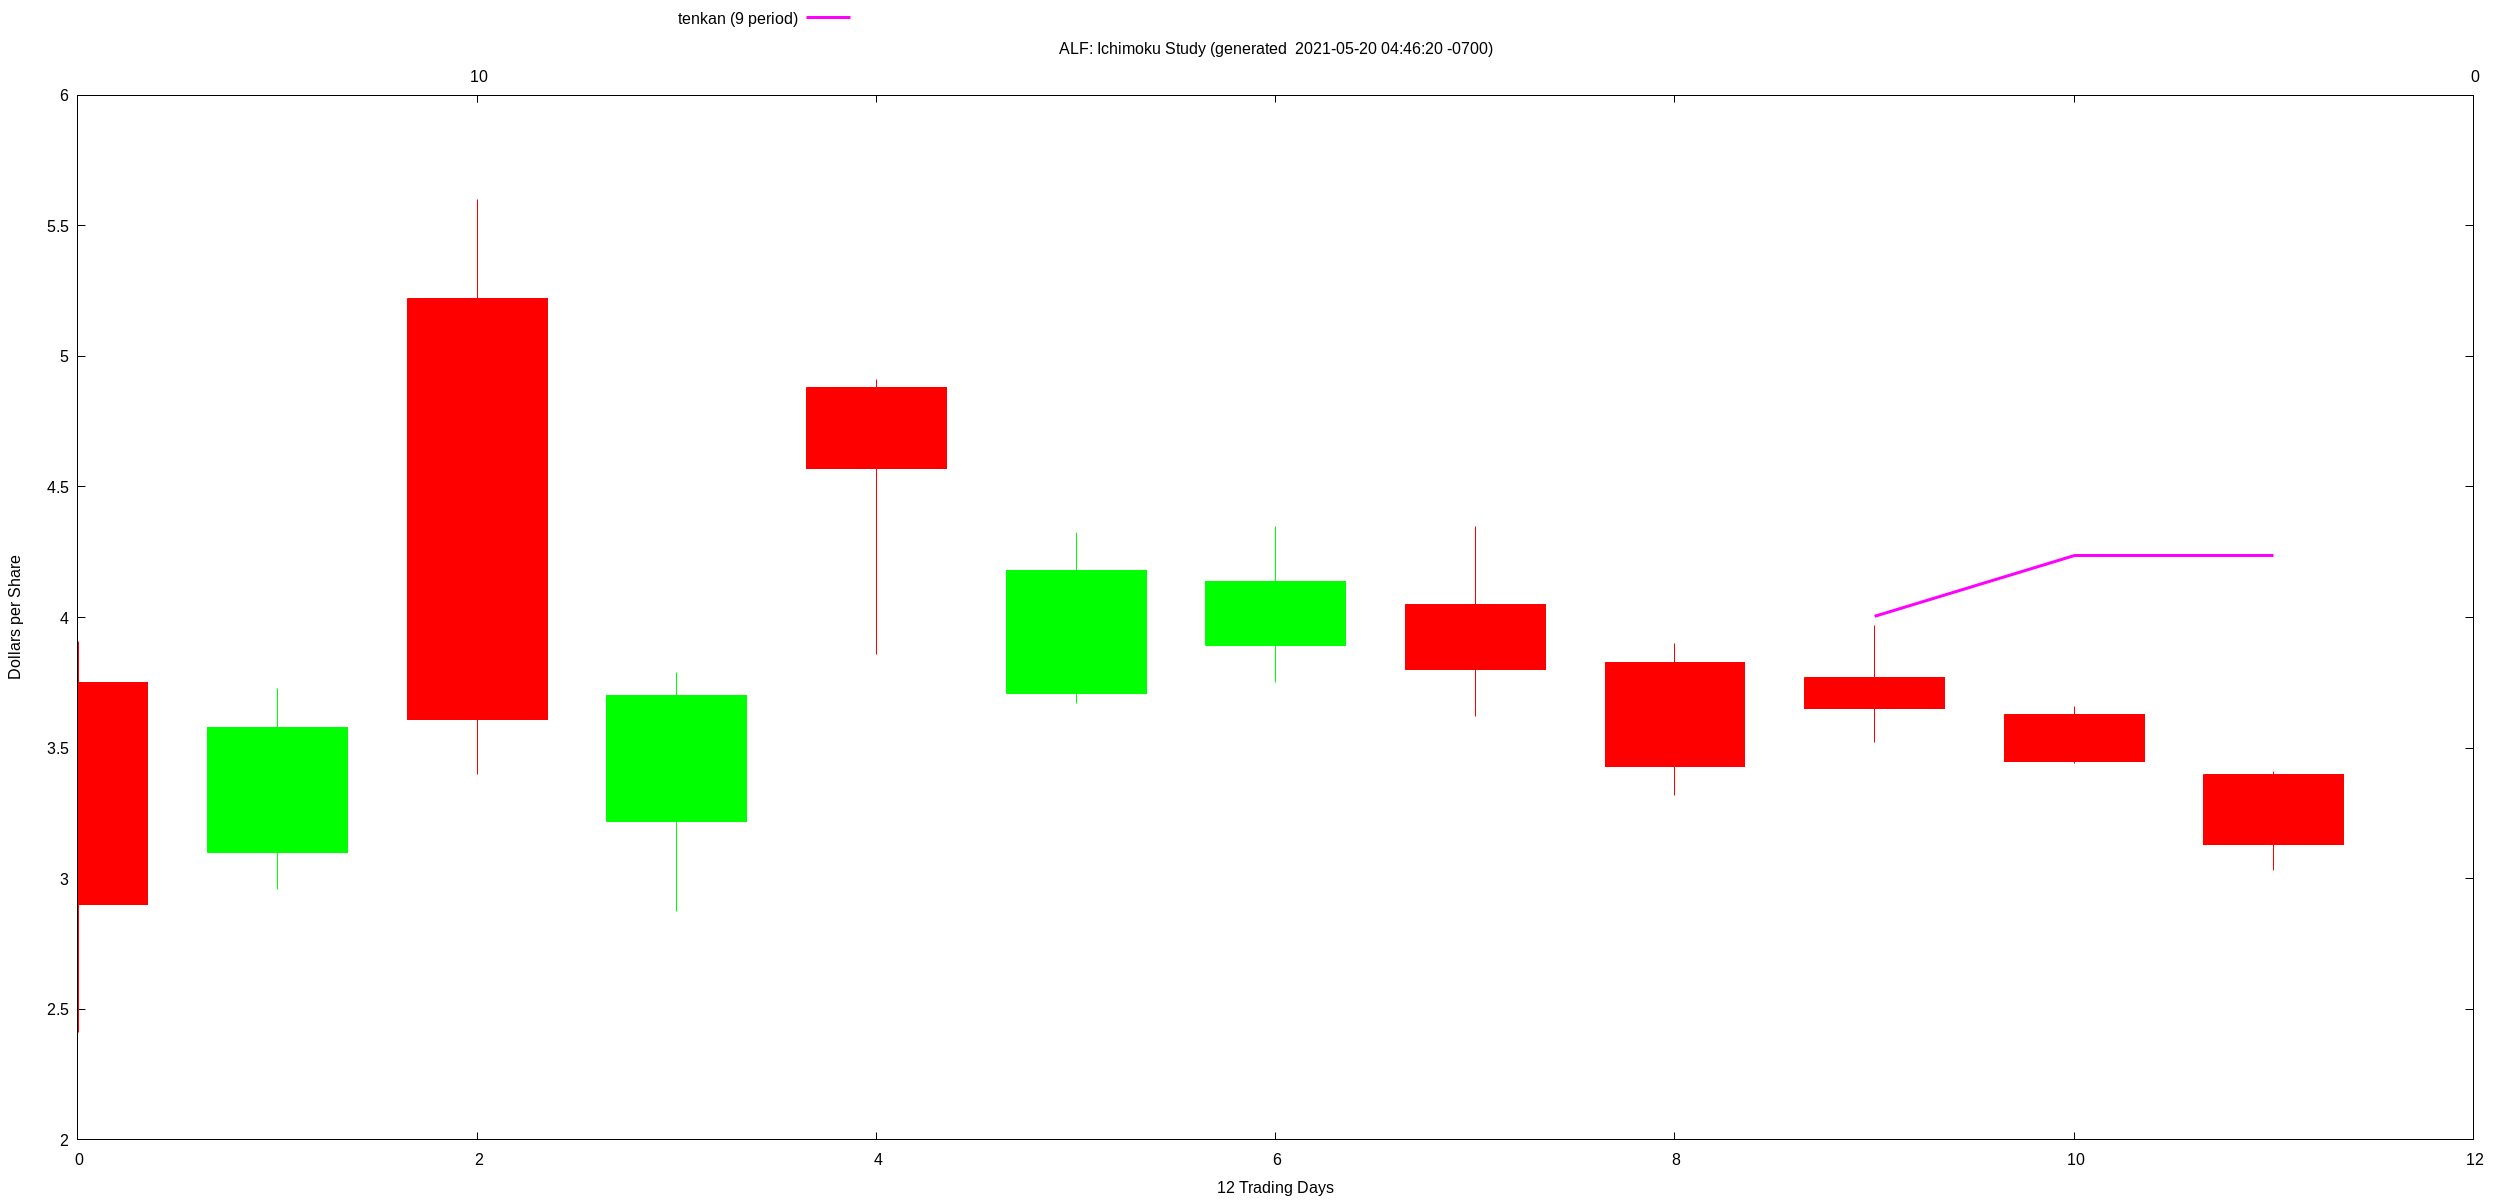 tenkan (9 period)
ALF: Ichimoku Study (generated  2021-05-20 04:46:20 -0700)
10 0
6
5.5
5
4.5
4
3.5
3
2.5
2
Dollars per Share
0 2 4 6 8 10 12
12 Trading Days